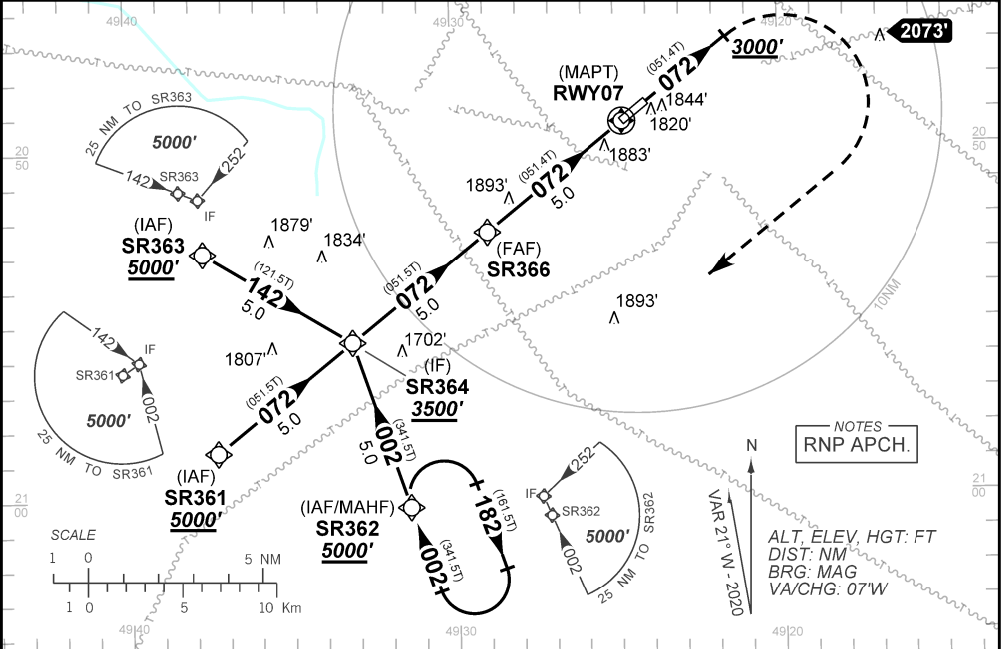 49 40
49 30
49 20
2073'
3000'
(051.4T)
072
(MAPT)
RWY07
1844'
1820'
1883'
25 NM TO SR363
5000'
142
SR363
252
IF
20
50
20
50
(051.4T)
072
5.0
1893'
(FAF)
SR366
(IAF)
SR363
5000'
1879'
1834'
(121.5T)
142
5.0
(051.5T)
072
5.0
10NM
1893'
142
IF
SR361
5000'
002
25 NM TO SR361
1807'
1702'
(IF)
SR364
3500'
(051.5T)
072
5.0
(IAF)
SR361
5000'
(341.5T)
002
5.0
(IAF/MAHF)
SR362
5000'
182
(161.5T)
002
(341.5T)
252
IF
SR362
5000'
002
25 NM TO SR362
NOTES
RNP APCH.
N
VAR 21° W - 2020
21
00
21
00
ALT, ELEV, HGT: FT
DIST: NM
BRG: MAG
VA/CHG: 07'W
SCALE
1 0 5 NM
1 0 5 10 Km
49 40
49 30
49 20